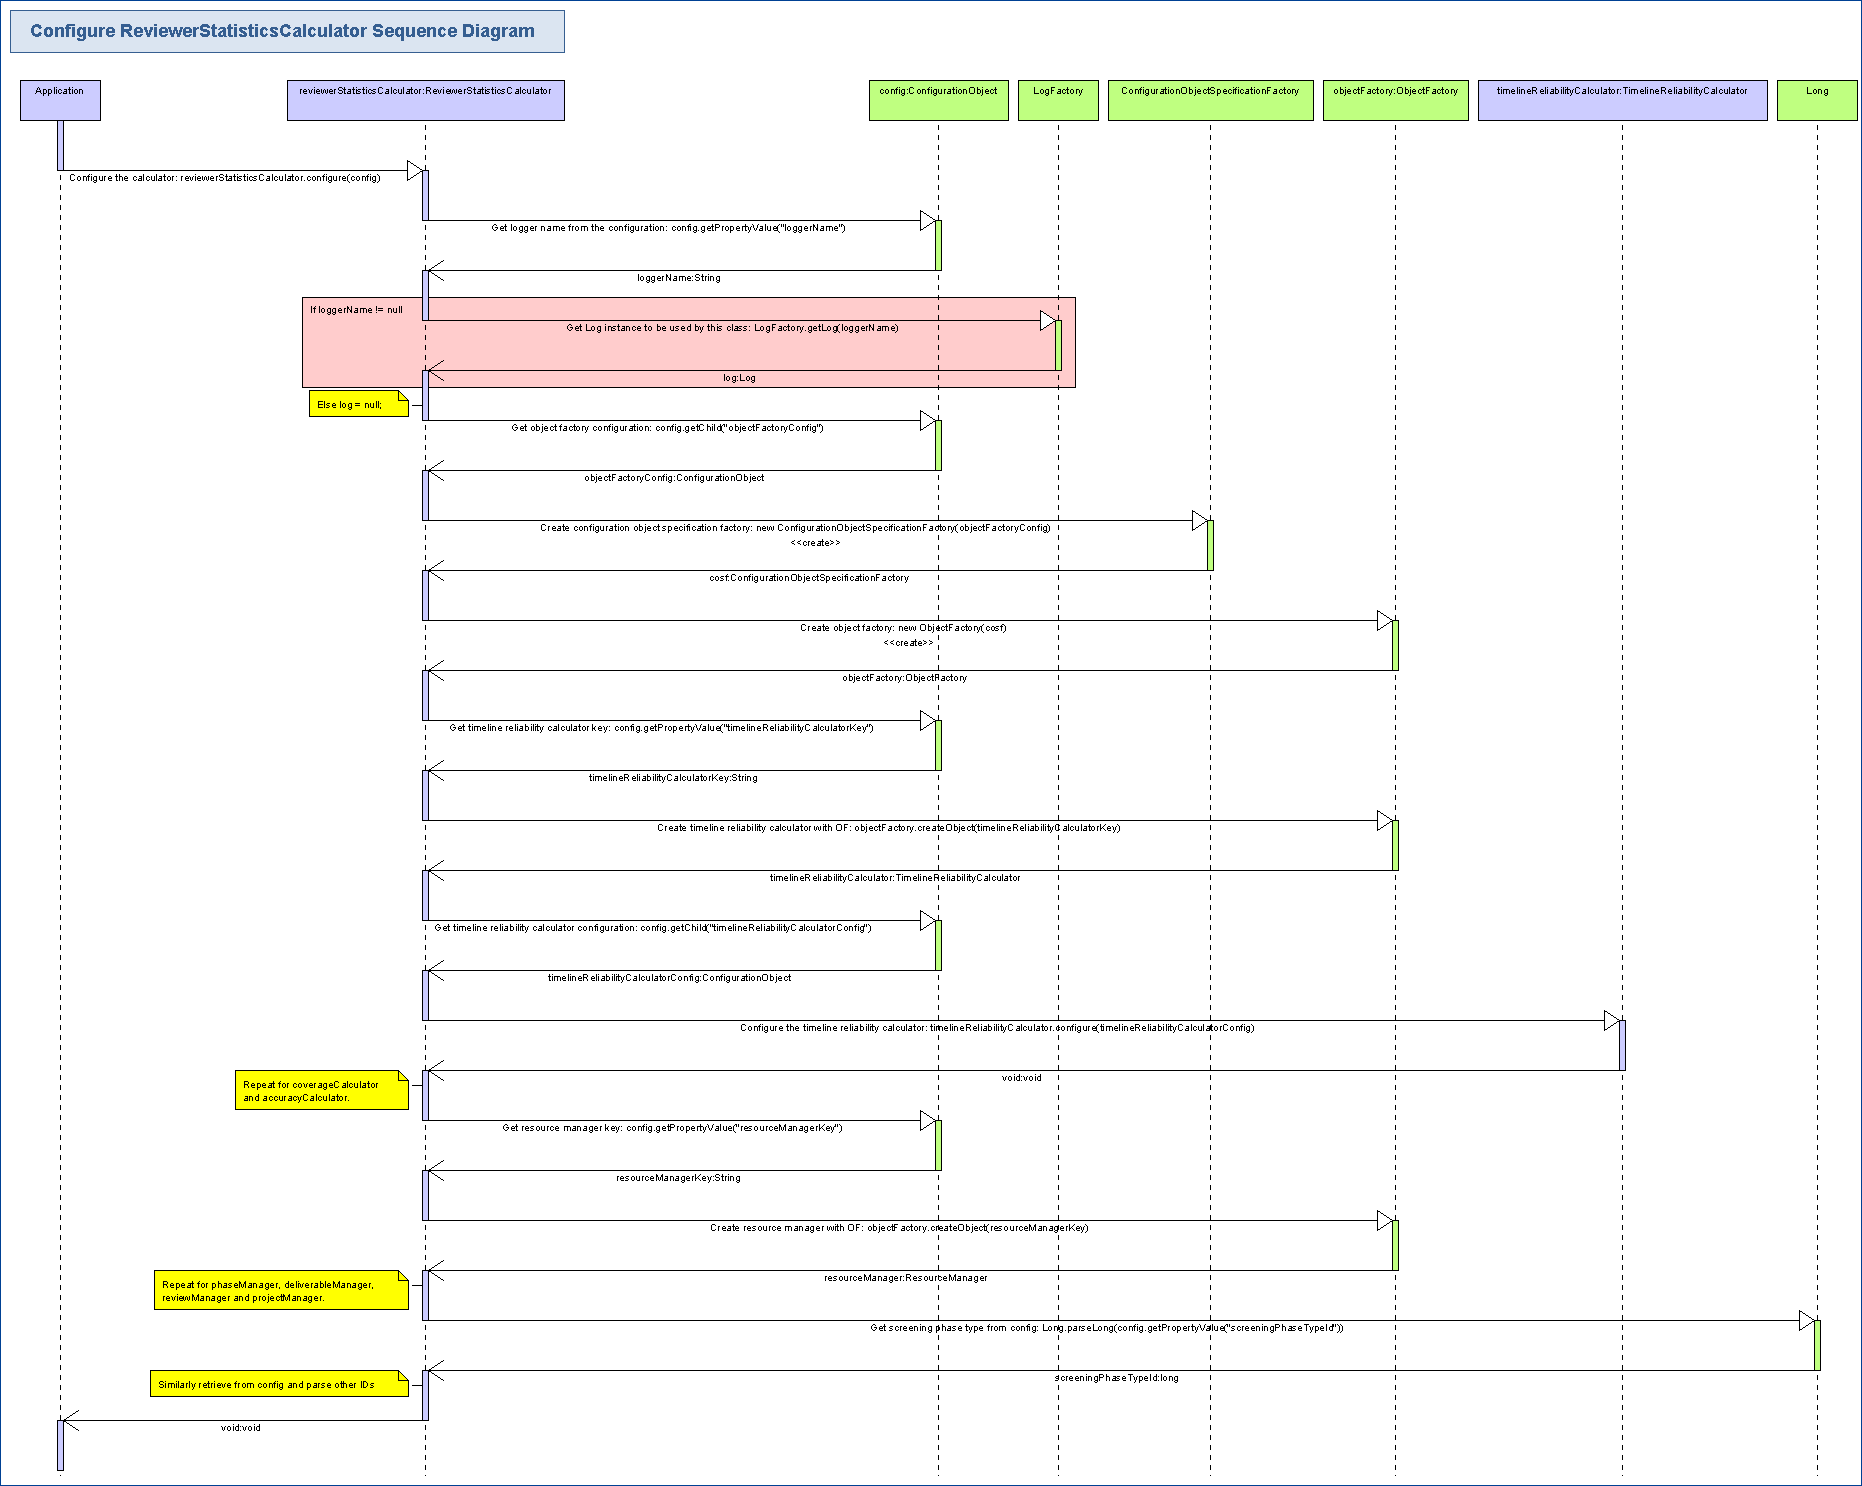 Configure ReviewerStatisticsCalculator Sequence Diagram
Application
reviewerStatisticsCalculator:ReviewerStatisticsCalculator
config:ConfigurationObject
LogFactory
ConfigurationObjectSpecificationFactory
objectFactory:ObjectFactory
timelineReliabilityCalculator:TimelineReliabilityCalculator
Long
Configure the calculator: reviewerStatisticsCalculator.configure(config)
Get logger name from the configuration: config.getPropertyValue("loggerName")
loggerName:String
If loggerName != null
Get Log instance to be used by this class: LogFactory.getLog(loggerName)
log:Log
Else log = null;
Get object factory configuration: config.getChild("objectFactoryConfig")
objectFactoryConfig:ConfigurationObject
Create configuration object specification factory: new ConfigurationObjectSpecificationFactory(objectFactoryConfig)
<<create>>
cosf:ConfigurationObjectSpecificationFactory
Create object factory: new ObjectFactory(cosf)
<<create>>
objectFactory:ObjectFactory
Get timeline reliability calculator key: config.getPropertyValue("timelineReliabilityCalculatorKey")
timelineReliabilityCalculatorKey:String
Create timeline reliability calculator with OF: objectFactory.createObject(timelineReliabilityCalculatorKey)
timelineReliabilityCalculator:TimelineReliabilityCalculator
Get timeline reliability calculator configuration: config.getChild("timelineReliabilityCalculatorConfig")
timelineReliabilityCalculatorConfig:ConfigurationObject
Configure the timeline reliability calculator: timelineReliabilityCalculator.configure(timelineReliabilityCalculatorConfig)
void:void
Repeat for coverageCalculator
and accuracyCalculator.
Get resource manager key: config.getPropertyValue("resourceManagerKey")
resourceManagerKey:String
Create resource manager with OF: objectFactory.createObject(resourceManagerKey)
resourceManager:ResourceManager
Repeat for phaseManager, deliverableManager,
reviewManager and projectManager.
Get screening phase type from config: Long.parseLong(config.getPropertyValue("screeningPhaseTypeId"))
screeningPhaseTypeId:long
Similarly retrieve from config and parse other IDs
void:void